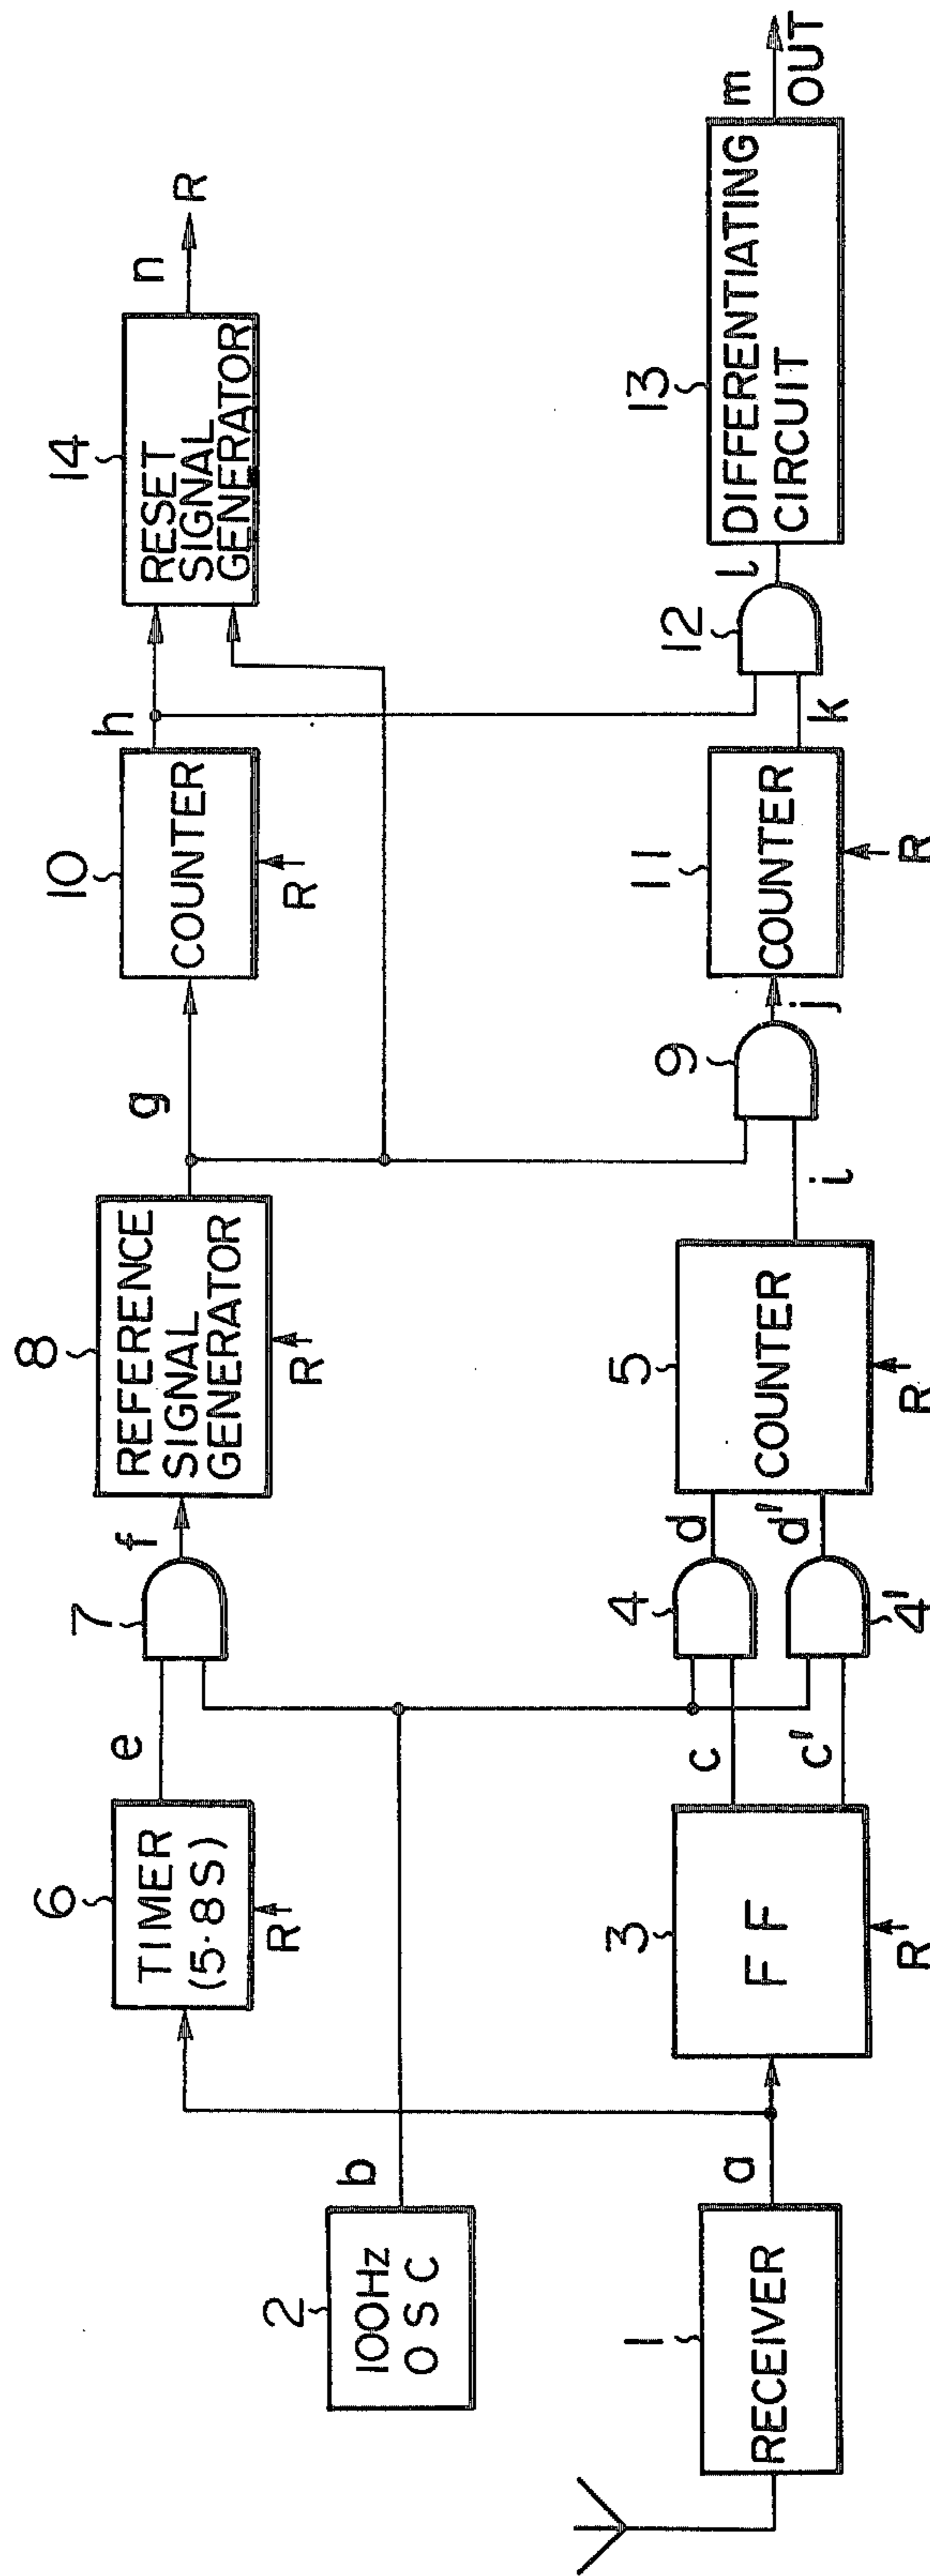 14
RESET
SIGNAL
GENERATOR
n
R
h
10
COUNTER
R
g
8
REFERENCE
SIGNAL
GENERATOR
R
f
7
e
6
TIMER
(5·8S)
R
2
100Hz
OSC
b
1
RECEIVER
a
3
FF
R
c
c'
4
4'
d
d'
5
COUNTER
R
i
9
j
11
COUNTER
R
k
12
l
13
DIFFERENTIATING
CIRCUIT
m
OUT